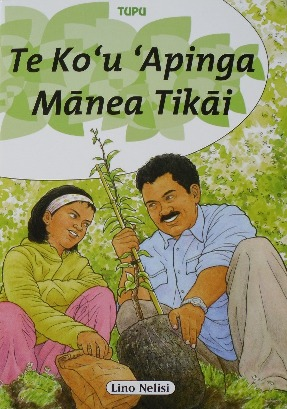 TUPU
Te Ko‘u ‘Apinga
Mānea Tikāi
Lino Nelisi